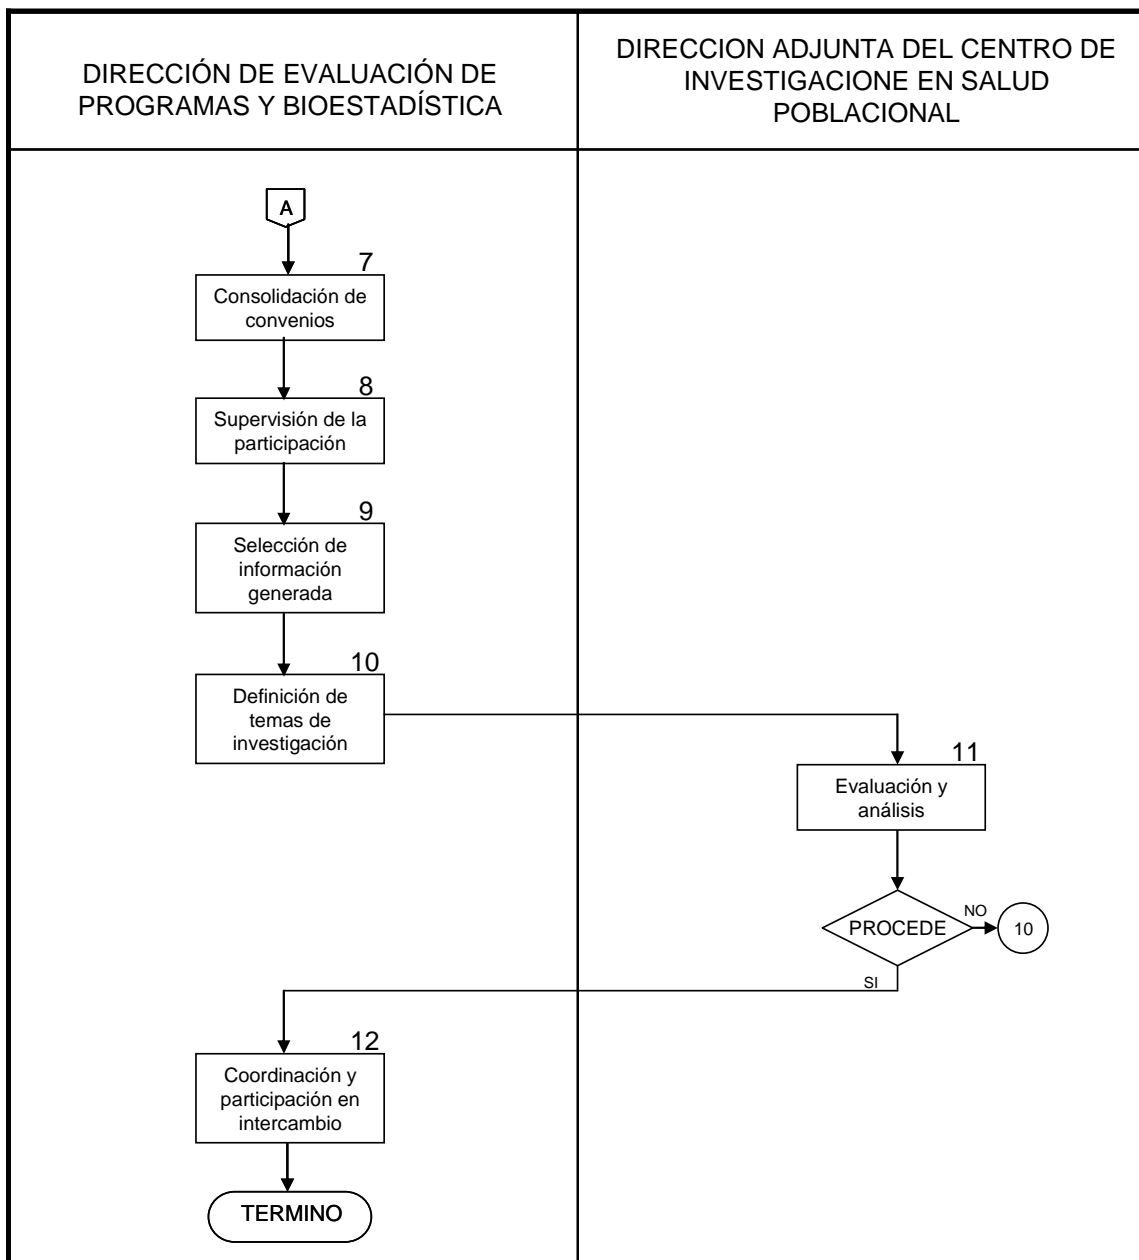 DIRECCIÓN DE EVALUACIÓN DE
PROGRAMAS Y BIOESTADÍSTICA
DIRECCION ADJUNTA DEL CENTRO DE
INVESTIGACIONE EN SALUD
POBLACIONAL
A
7
Consolidación de
convenios
8
Supervisión de la
participación
9
Selección de
información
generada
10
Definición de
temas de
investigación
11
Evaluación y
análisis
PROCEDE
NO
10
SI
12
Coordinación y
participación en
intercambio
TERMINO